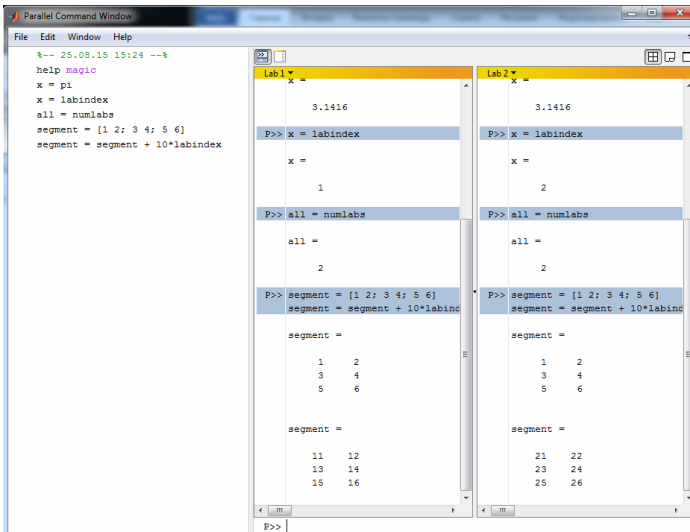 Parallel Command Window
File Edit Window Help
%-- 25.08.15 15:24 --%
help magic
x = pi
x = labindex
all = numlabs
segment = [1 2; 3 4; 5 6]
segment = segment + 10*labindex
Lab 1
x =
3.1416
P>> x = labindex
x =
1
P>> all = numlabs
all =
2
P>> segment = [1 2; 3 4; 5 6]
segment = segment + 10*labind
segment =
1 2
3 4
5 6
segment =
11 12
13 14
15 16
Lab 2
x =
3.1416
P>> x = labindex
x =
2
P>> all = numlabs
all =
2
P>> segment = [1 2; 3 4; 5 6]
segment = segment + 10*labind
segment =
1 2
3 4
5 6
segment =
21 22
23 24
25 26
P>>